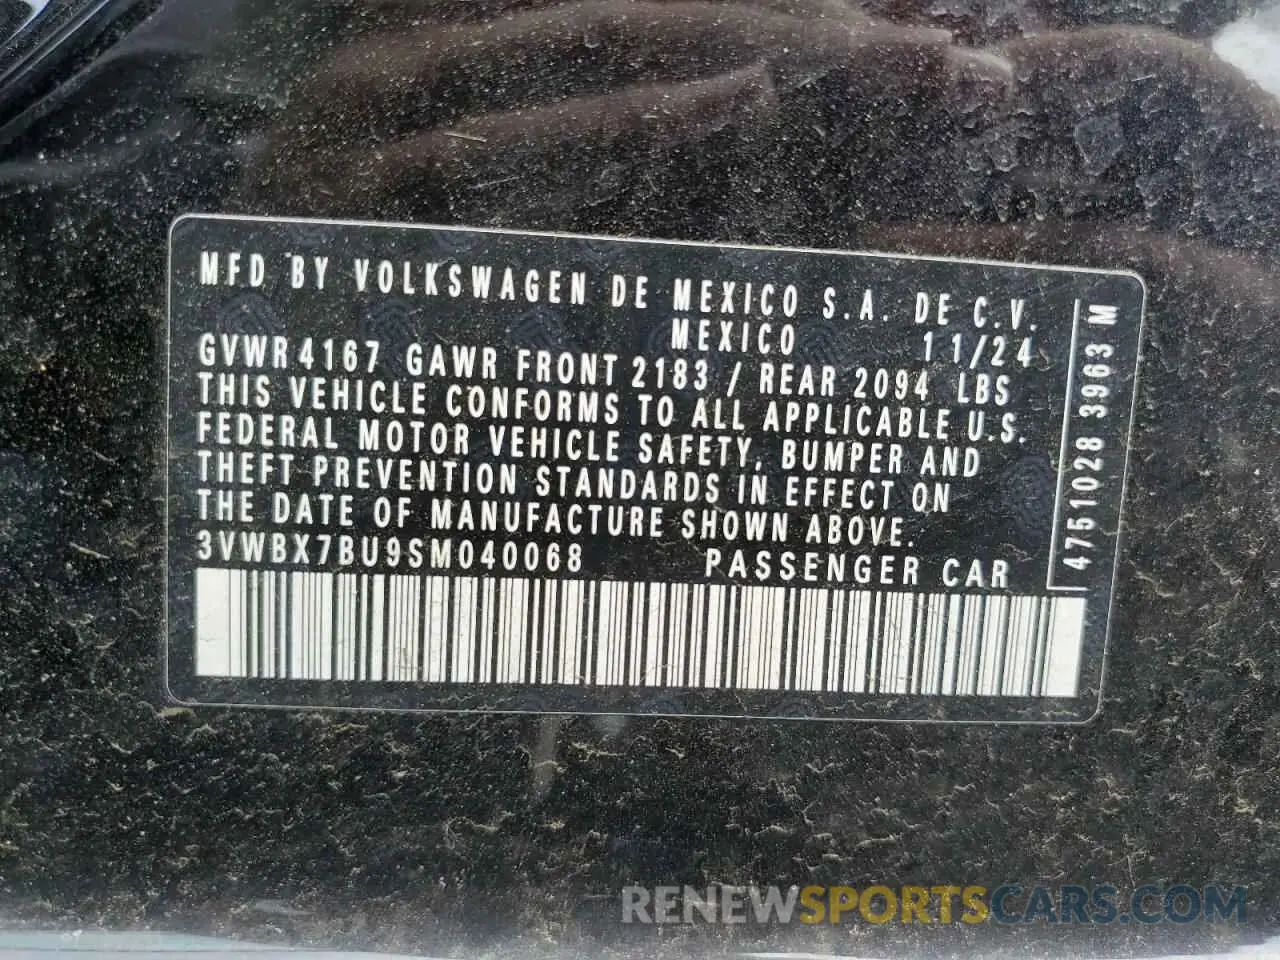 MFD BY VOLKSWAGEN DE MEXICO S.A. DE C.V.
MEXICO 11/24
GVWR 4167 GAWR FRONT 2183 / REAR 2094 LBS
THIS VEHICLE CONFORMS TO ALL APPLICABLE U.S.
FEDERAL MOTOR VEHICLE SAFETY, BUMPER AND
THEFT PREVENTION STANDARDS IN EFFECT ON
THE DATE OF MANUFACTURE SHOWN ABOVE.
3VWBX7BU9SM040068 PASSENGER CAR
4751028 3963 M
RENEWSPORTSCARS.COM